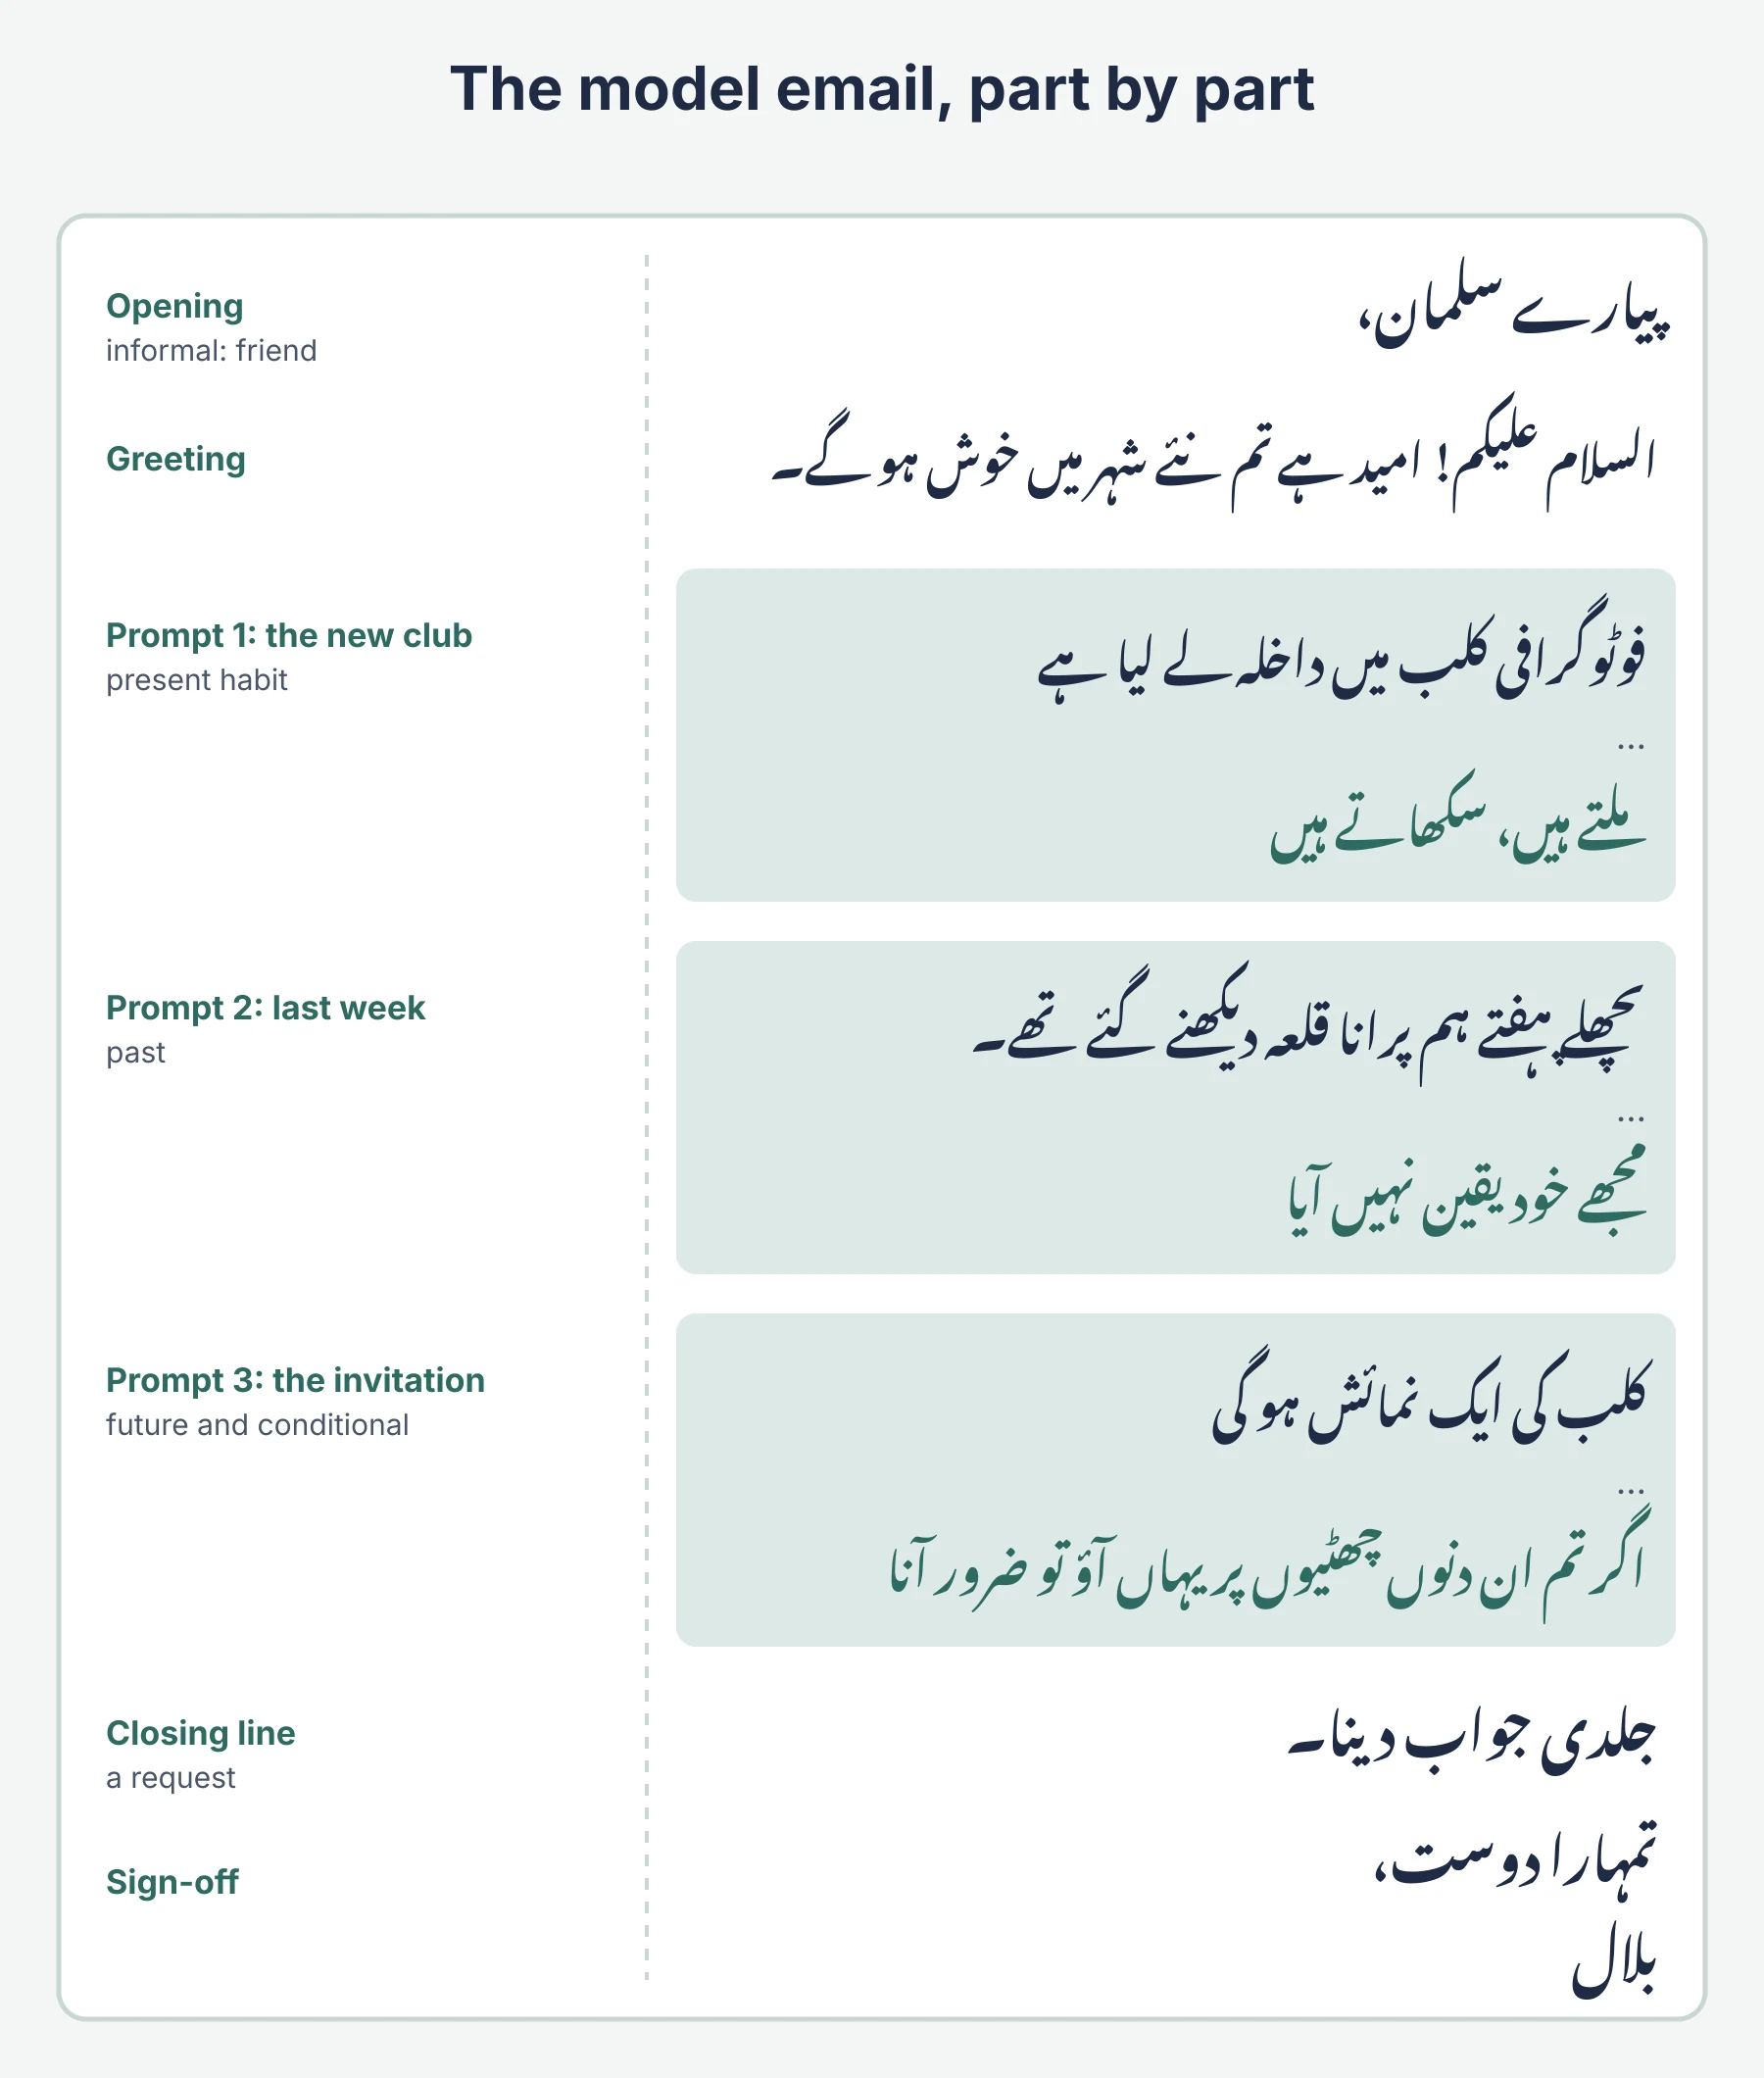 The model email, part by part
Opening
informal: friend
پیارے سلمان،
Greeting
السلام علیکم! امید ہے تم نئے شہر میں خوش ہو گے۔
Prompt 1: the new club
present habit
فوٹوگرافی کلب میں داخلہ لے لیا ہے
...
ملتے ہیں، سکھاتے ہیں
Prompt 2: last week
past
پچھلے ہفتے ہم پرانا قلعہ دیکھنے گئے تھے۔
...
مجھے خود یقین نہیں آیا
Prompt 3: the invitation
future and conditional
کلب کی ایک نمائش ہو گی
...
اگر تم ان دنوں چھٹیوں پر یہاں آؤ تو ضرور آنا
Closing line
a request
جلدی جواب دینا۔
Sign-off
تمہارا دوست،
بلال